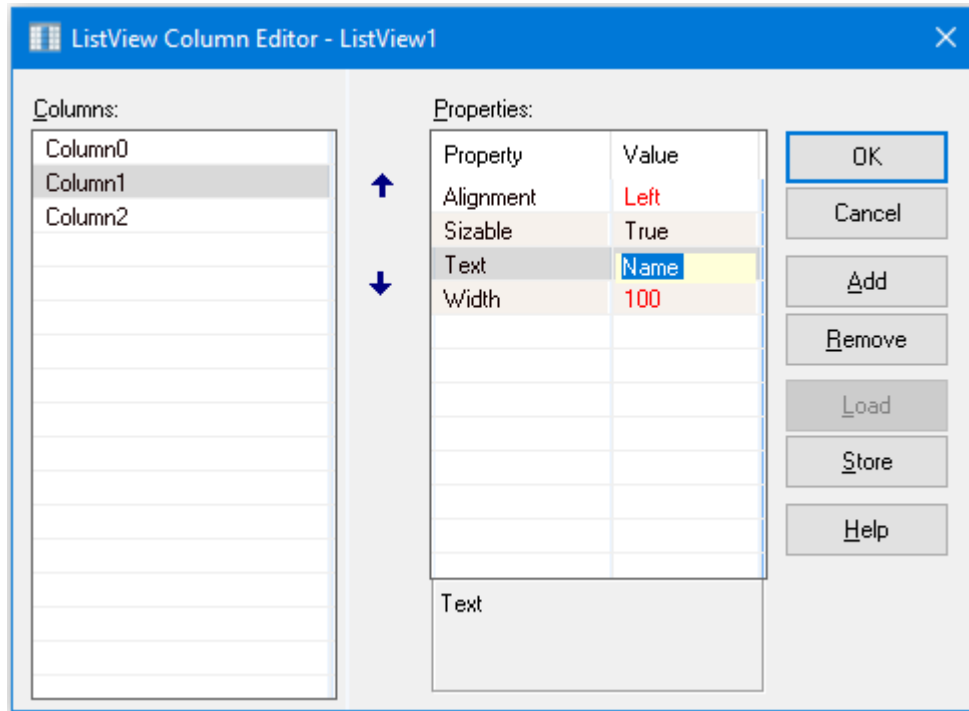 ListView Column Editor - ListView1
Columns:
Column0
Column1
Column2
Properties:
Property Value
Alignment Left
Sizable True
Text Name
Width 100
Text
OK
Cancel
Add
Remove
Load
Store
Help